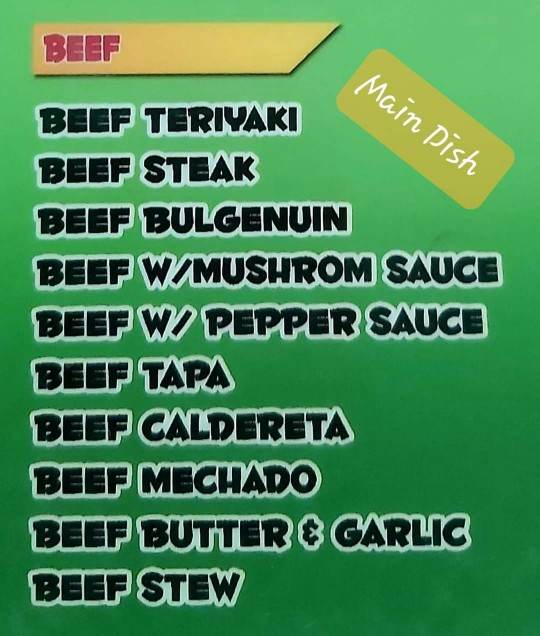 BEEF
Main Dish
BEEF TERIYAKI
BEEF STEAK
BEEF BULGENUIN
BEEF W/MUSHROM SAUCE
BEEF W/ PEPPER SAUCE
BEEF TAPA
BEEF CALDERETA
BEEF MECHADO
BEEF BUTTER & GARLIC
BEEF STEW